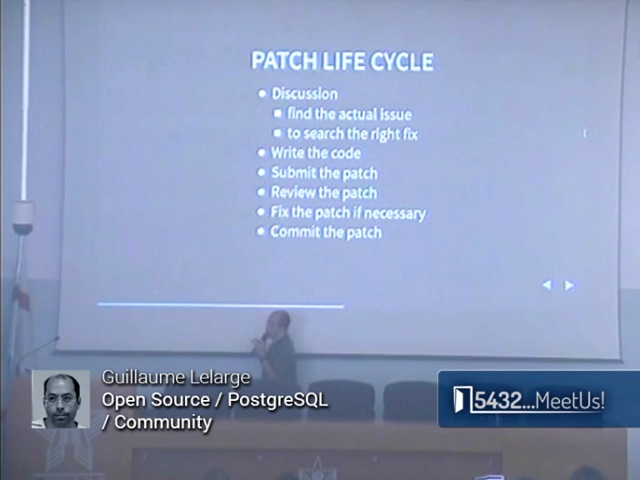 PATCH LIFE CYCLE
Discussion
find the actual issue
to search the right fix
Write the code
Submit the patch
Review the patch
Fix the patch if necessary
Commit the patch
Guillaume Lelarge
Open Source / PostgreSQL
/ Community
5432...MeetUs!